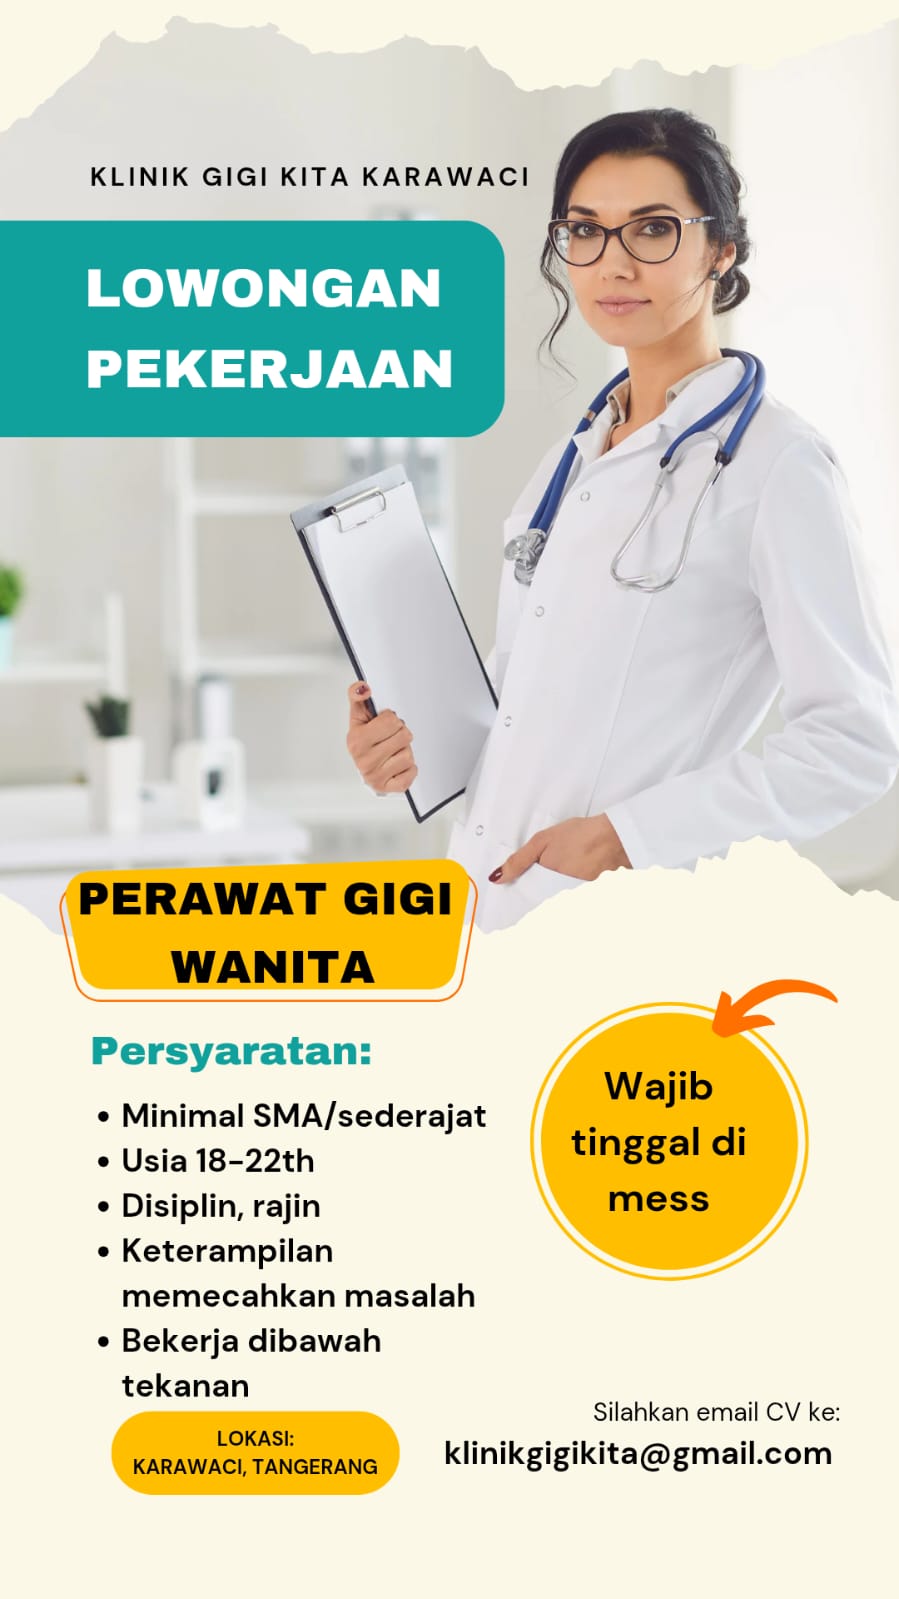 KLINIK GIGI KITA KARAWACI
LOWONGAN
PEKERJAAN
PERAWAT GIGI
WANITA
Persyaratan:
• Minimal SMA/sederajat
• Usia 18-22th
• Disiplin, rajin
• Keterampilan
memecahkan masalah
• Bekerja dibawah
tekanan
Wajib
tinggal di
mess
LOKASI:
KARAWACI, TANGERANG
Silahkan email CV ke:
klinikgigikita@gmail.com